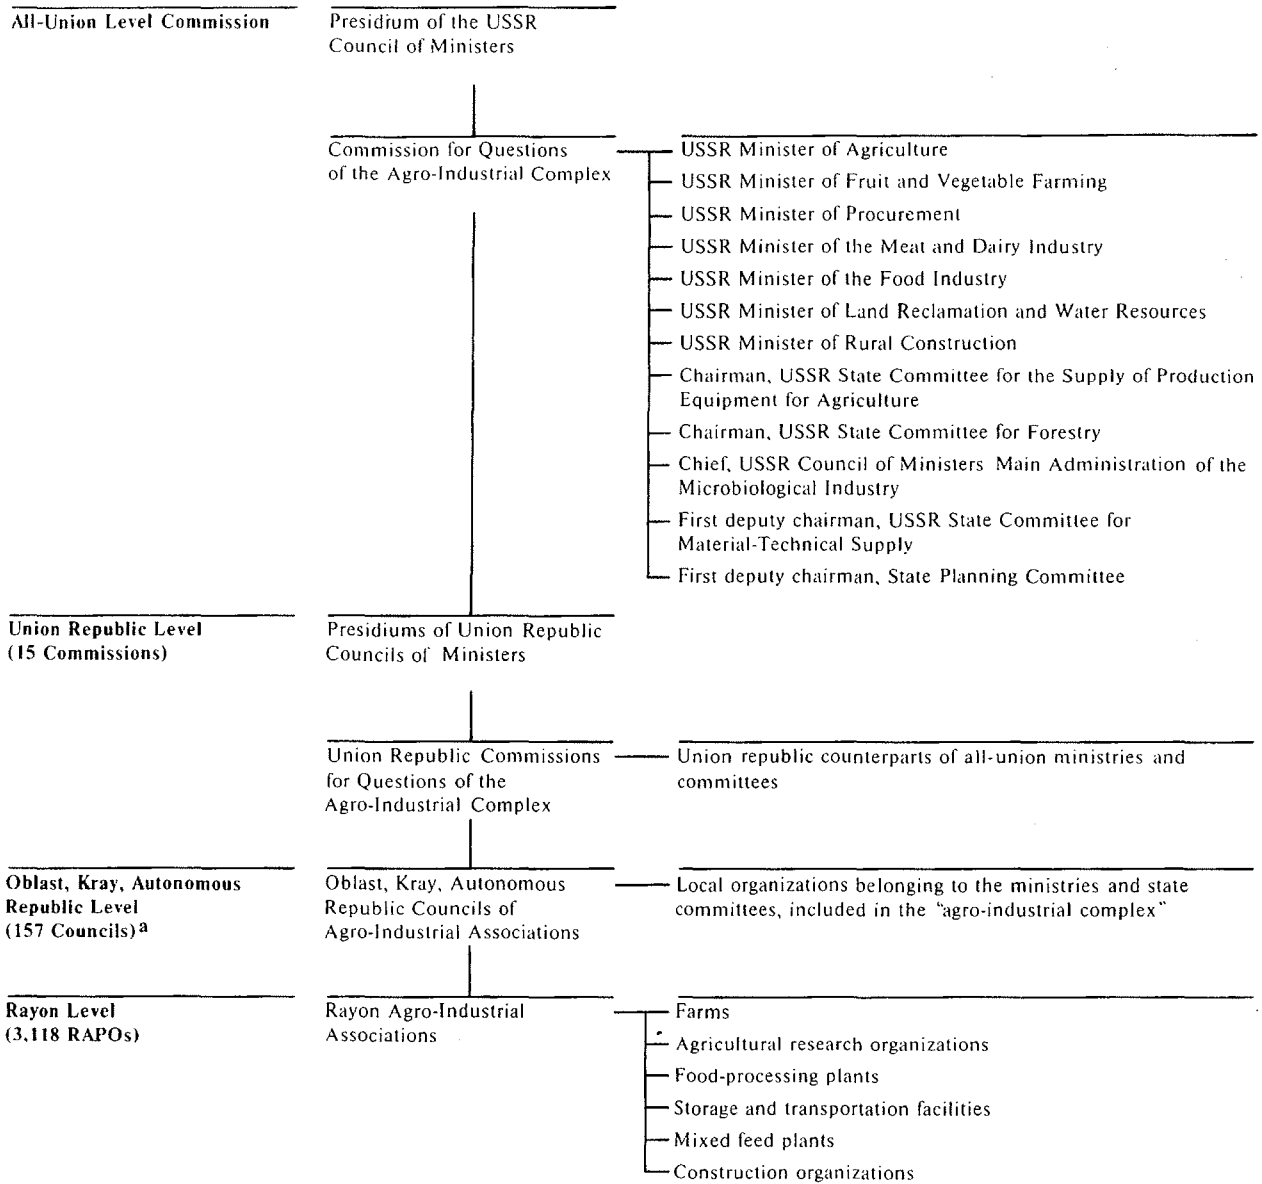 All-Union Level Commission
Presidium of the USSR
Council of Ministers
Commission for Questions
of the Agro-Industrial Complex
USSR Minister of Agriculture
USSR Minister of Fruit and Vegetable Farming
USSR Minister of Procurement
USSR Minister of the Meat and Dairy Industry
USSR Minister of the Food Industry
USSR Minister of Land Reclamation and Water Resources
USSR Minister of Rural Construction
Chairman, USSR State Committee for the Supply of Production
Equipment for Agriculture
Chairman, USSR State Committee for Forestry
Chief, USSR Council of Ministers Main Administration of the
Microbiological Industry
First deputy chairman, USSR State Committee for
Material-Technical Supply
First deputy chairman, State Planning Committee
Union Republic Level
(15 Commissions)
Presidiums of Union Republic
Councils of Ministers
Union Republic Commissions
for Questions of the
Agro-Industrial Complex
Union republic counterparts of all-union ministries and
committees
Oblast, Kray, Autonomous
Republic Level
(157 Councils)a
Oblast, Kray, Autonomous
Republic Councils of
Agro-Industrial Associations
Local organizations belonging to the ministries and state
committees, included in the "agro-industrial complex"
Rayon Level
(3,118 RAPOs)
Rayon Agro-Industrial
Associations
Farms
Agricultural research organizations
Food-processing plants
Storage and transportation facilities
Mixed feed plants
Construction organizations